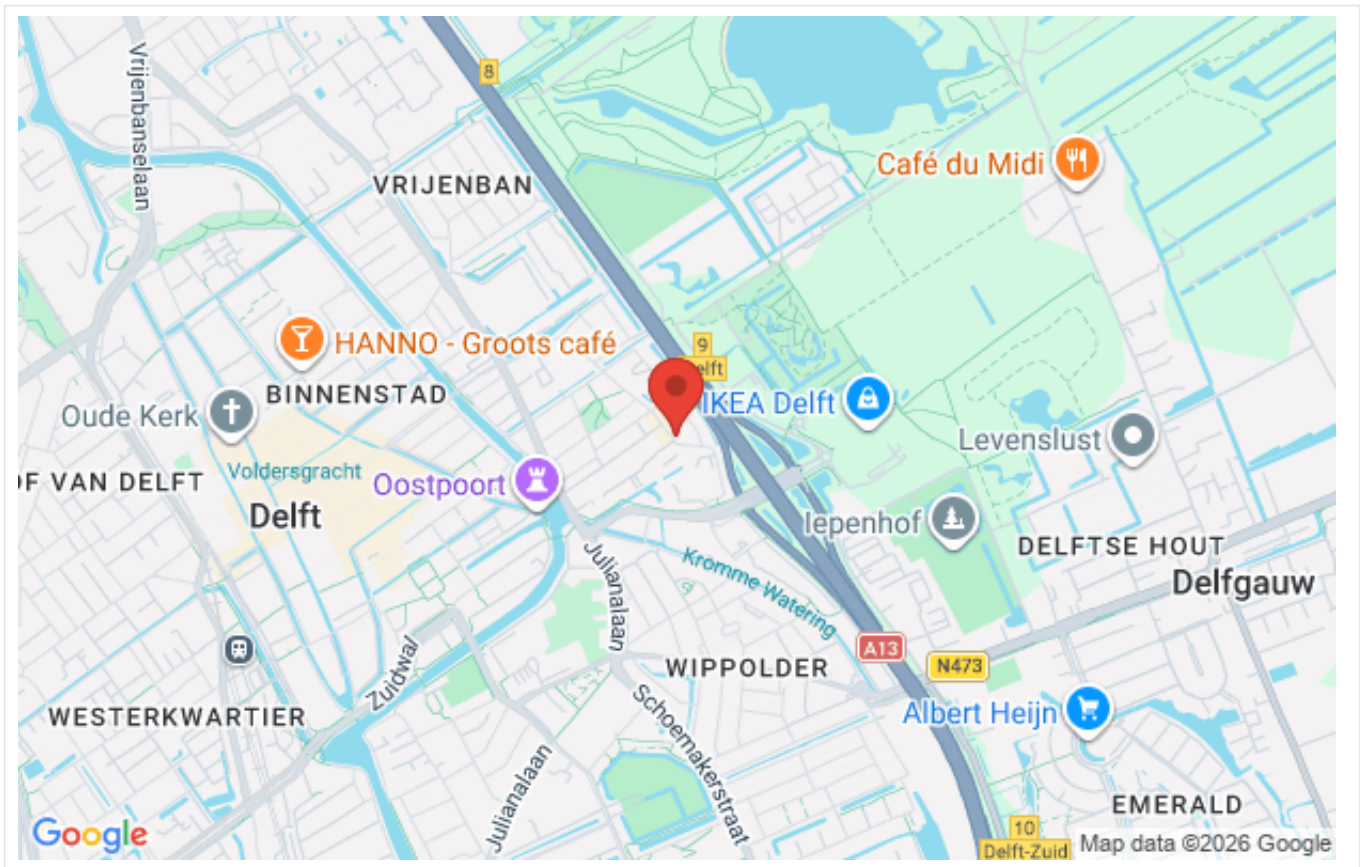 8
Vrijenbanselaan
Café du Midi
VRIJENBAN
9
elft
HANNO - Groots café
BINNENSTAD
IKEA Delft
Oude Kerk
Levenslust
Voldersgracht
OF VAN DELFT
Oostpoort
Delft
Iepenhof
DELFTSE HOUT
Delfgauw
Julianalaan
Kromme Watering
A13
N473
WIPPOLDER
Zuidwal
WESTERKWARTIER
Schoemakerstraat
Albert Heijn
Julianalaan
EMERALD
10
Delft-Zuid
Google
Map data ©2026 Google